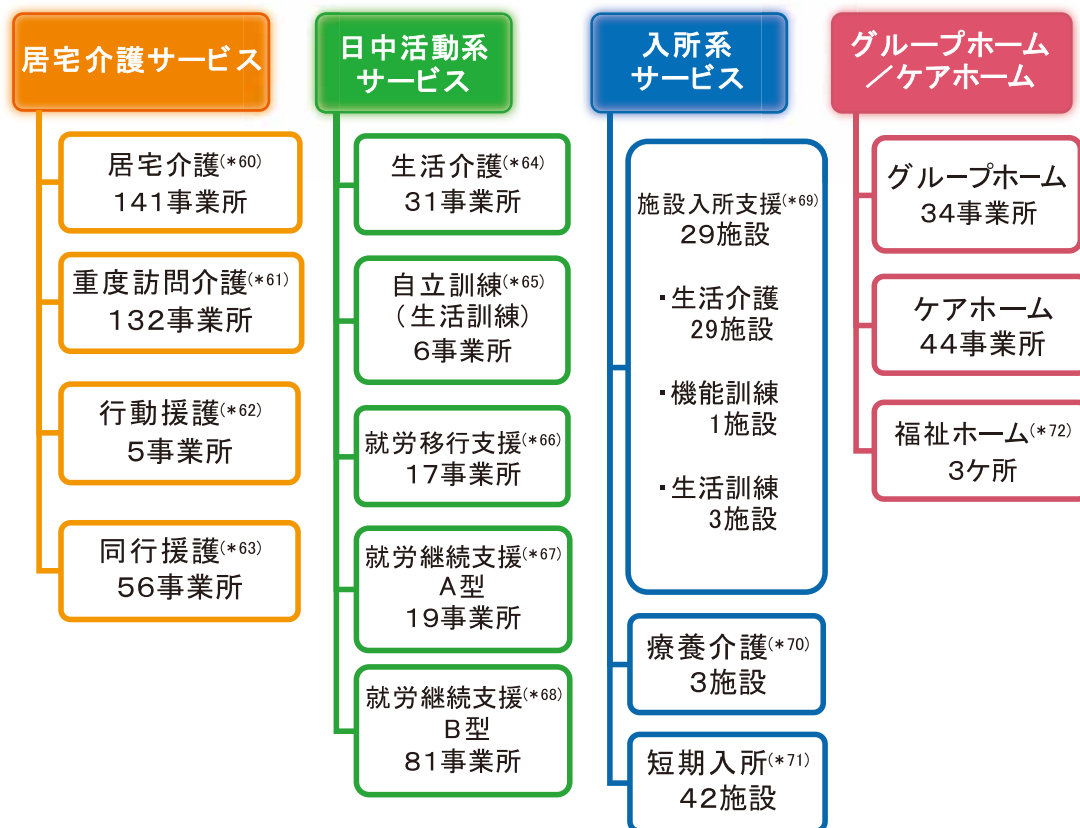 居宅介護サービス
居宅介護(*60)
141事業所
重度訪問介護(*61)
132事業所
行動援護(*62)
5事業所
同行援護(*63)
56事業所
日中活動系
サービス
生活介護(*64)
31事業所
自立訓練(*65)
(生活訓練)
6事業所
就労移行支援(*66)
17事業所
就労継続支援(*67)
A型
19事業所
就労継続支援(*68)
B型
81事業所
入所系
サービス
施設入所支援(*69)
29施設
・生活介護
29施設
・機能訓練
1施設
・生活訓練
3施設
療養介護(*70)
3施設
短期入所(*71)
42施設
グループホーム
／ケアホーム
グループホーム
34事業所
ケアホーム
44事業所
福祉ホーム(*72)
3ケ所